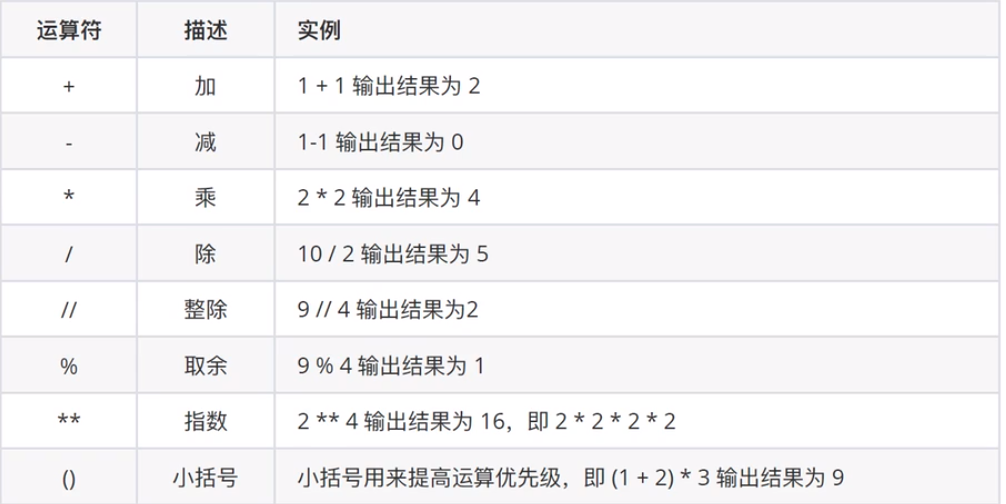 运算符 描述 实例
+ 加 1 + 1 输出结果为 2
- 减 1-1 输出结果为 0
* 乘 2 * 2 输出结果为 4
/ 除 10 / 2 输出结果为 5
// 整除 9 // 4 输出结果为2
% 取余 9 % 4 输出结果为 1
** 指数 2 ** 4 输出结果为 16，即 2 * 2 * 2 * 2
() 小括号 小括号用来提高运算优先级，即 (1 + 2) * 3 输出结果为 9